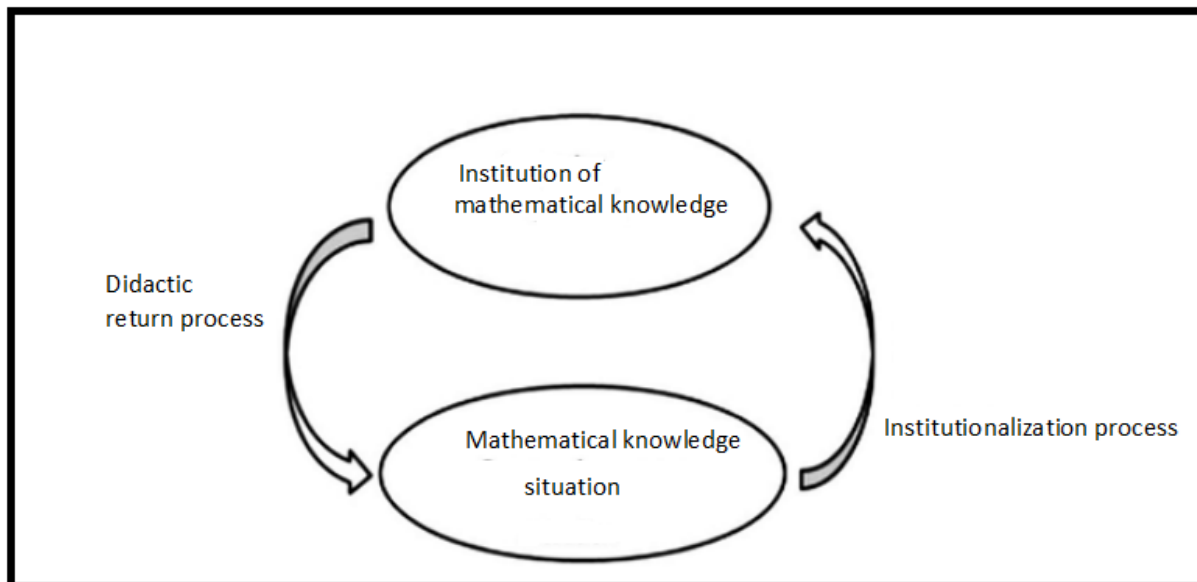 Institution of
mathematical knowledge
Didactic
return process
Mathematical knowledge
situation
Institutionalization process